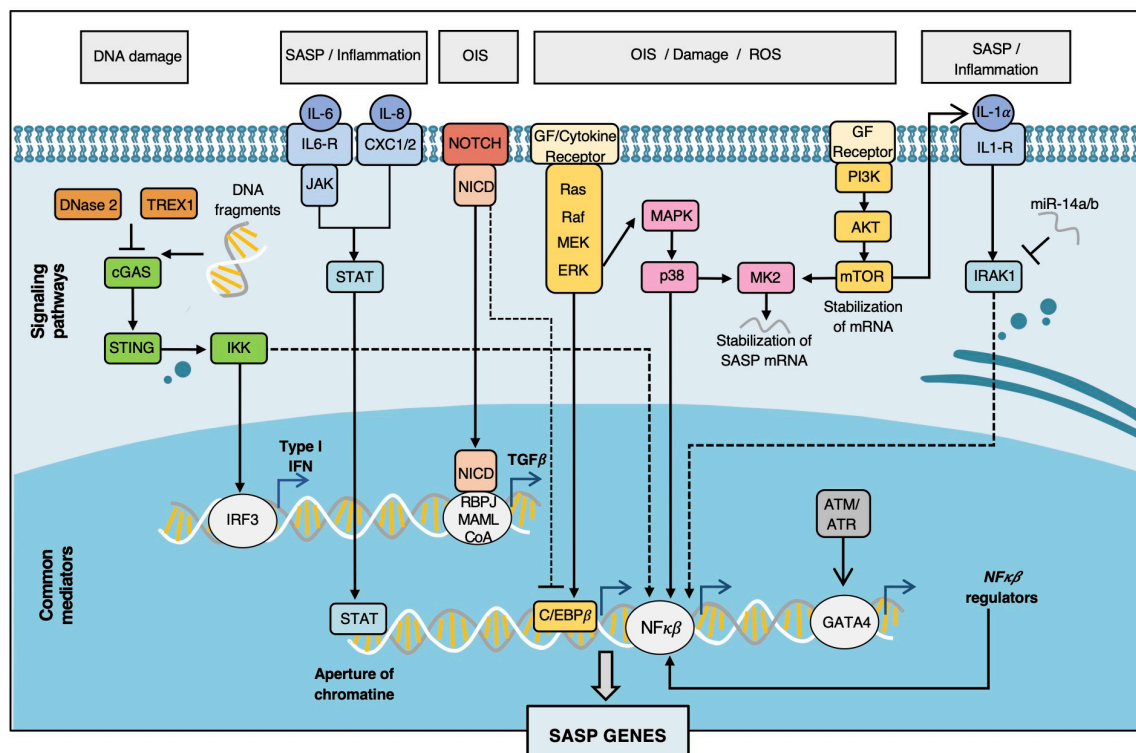 DNA damage
SASP / Inflammation
OIS
OIS / Damage / ROS
SASP /
Inflammation
IL-6
IL6-R
JAK
IL-8
CXC1/2
NOTCH
NICD
GF/Cytokine
Receptor
Ras
Raf
MEK
ERK
MAPK
p38
MK2
Stabilization of
SASP mRNA
GF
Receptor
PI3K
AKT
mTOR
Stabilization
of mRNA
IL-1α
IL1-R
miR-14a/b
IRAK1
Signaling
pathways
DNase 2
TREX1
DNA
fragments
cGAS
STING
IKK
STAT
Common
mediators
Type I
IFN
IRF3
NICD
RBPJ
MAML
CoA
TGFβ
STAT
Aperture of
chromatine
C/EBPβ
NFκβ
ATM/
ATR
GATA4
NFκβ
regulators
SASP GENES